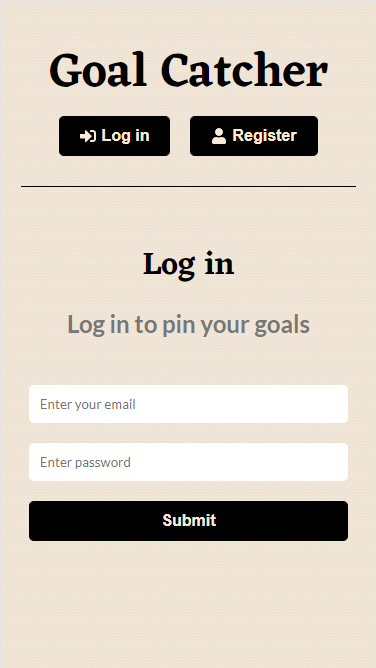 Goal Catcher
Log in
Register
Log in
Log in to pin your goals
Enter your email
Enter password
Submit